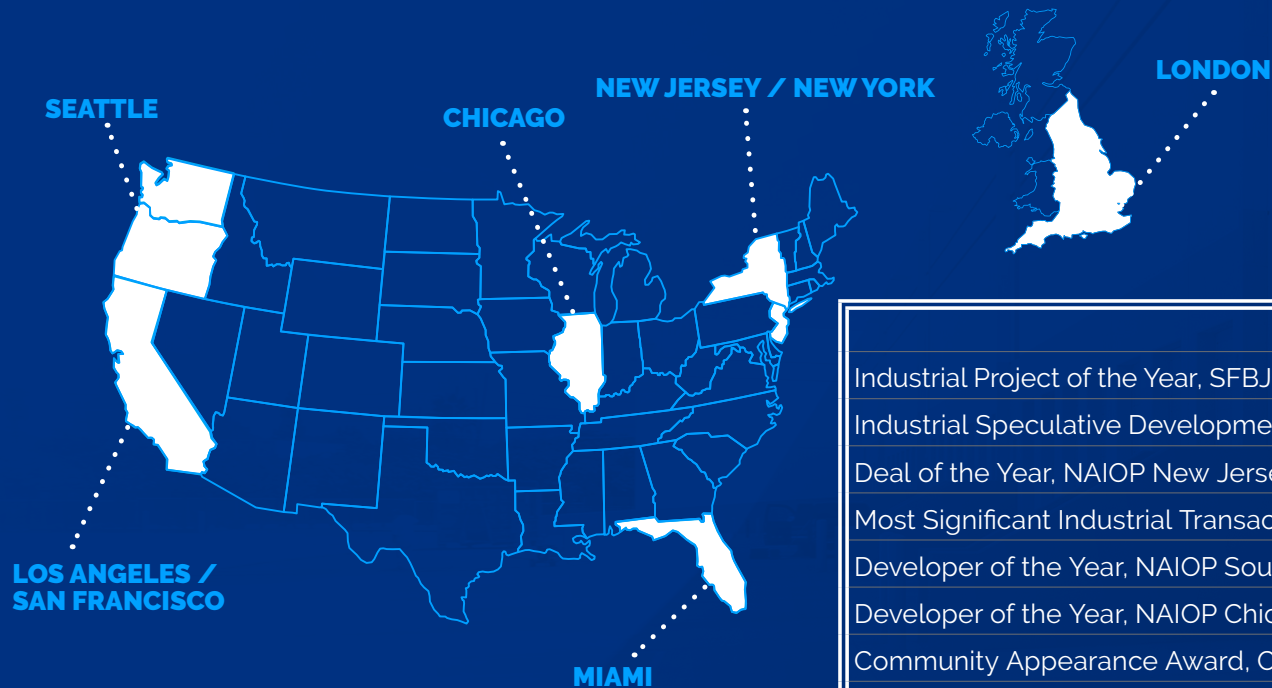 SEATTLE
CHICAGO
NEW JERSEY / NEW YORK
LONDON
LOS ANGELES /
SAN FRANCISCO
MIAMI
Industrial Project of the Year, SFBJ
Industrial Speculative Developme
Deal of the Year, NAIOP New Jerse
Most Significant Industrial Transac
Developer of the Year, NAIOP Sou
Developer of the Year, NAIOP Chic
Community Appearance Award, C